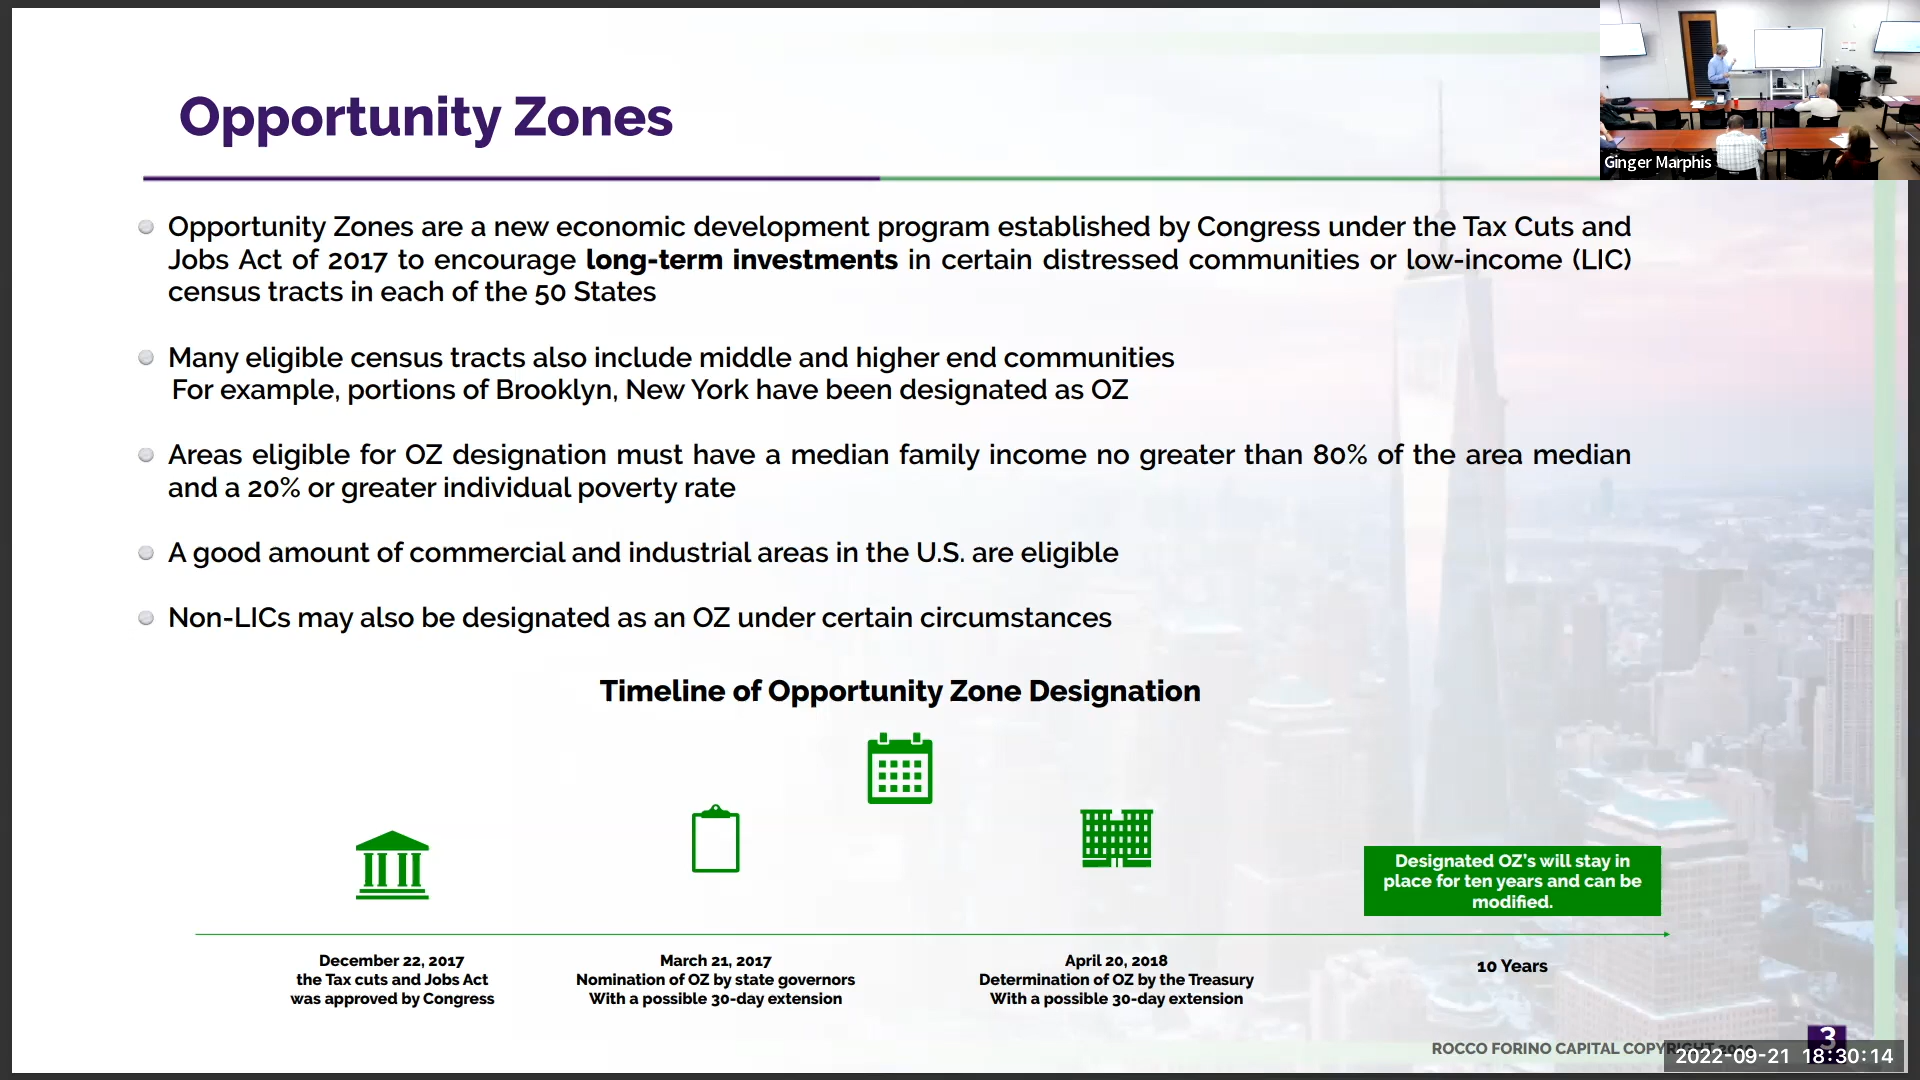 Opportunity Zones
Ginger Marphis
Opportunity Zones are a new economic development program established by Congress under the Tax Cuts and
Jobs Act of 2017 to encourage long-term investments in certain distressed communities or low-income (LIC)
census tracts in each of the 50 States
Many eligible census tracts also include middle and higher end communities
For example, portions of Brooklyn, New York have been designated as OZ
Areas eligible for OZ designation must have a median family income no greater than 80% of the area median
and a 20% or greater individual poverty rate
A good amount of commercial and industrial areas in the U.S. are eligible
Non-LICs may also be designated as an OZ under certain circumstances
Timeline of Opportunity Zone Designation
Designated OZ's will stay in
place for ten years and can be
modified.
December 22, 2017
the Tax cuts and Jobs Act
was approved by Congress
March 21, 2017
Nomination of OZ by state governors
With a possible 30-day extension
April 20, 2018
Determination of OZ by the Treasury
With a possible 30-day extension
10 Years
3
ROCCO FORINO CAPITAL COPYRIGHT
2022-09-21 18:30:14